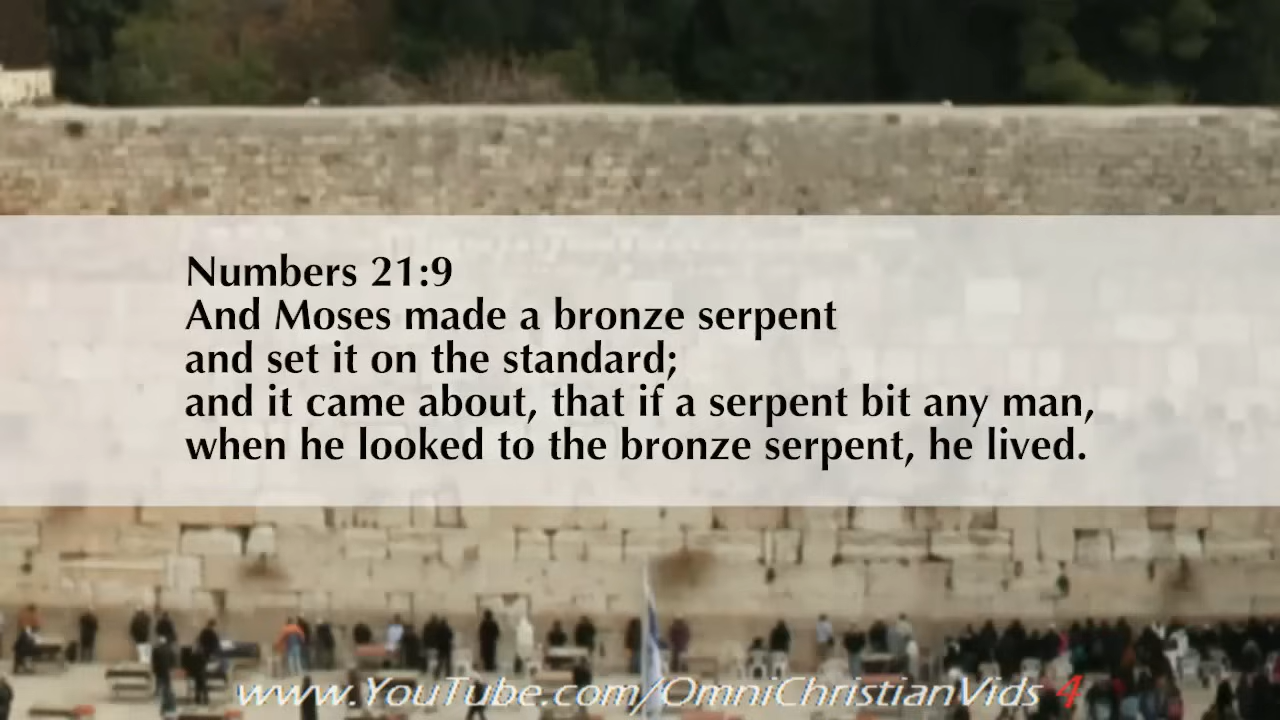 Numbers 21:9
And Moses made a bronze serpent
and set it on the standard;
and it came about, that if a serpent bit any man,
when he looked to the bronze serpent, he lived.
www.YouTube.com/OmniChristianVids 4